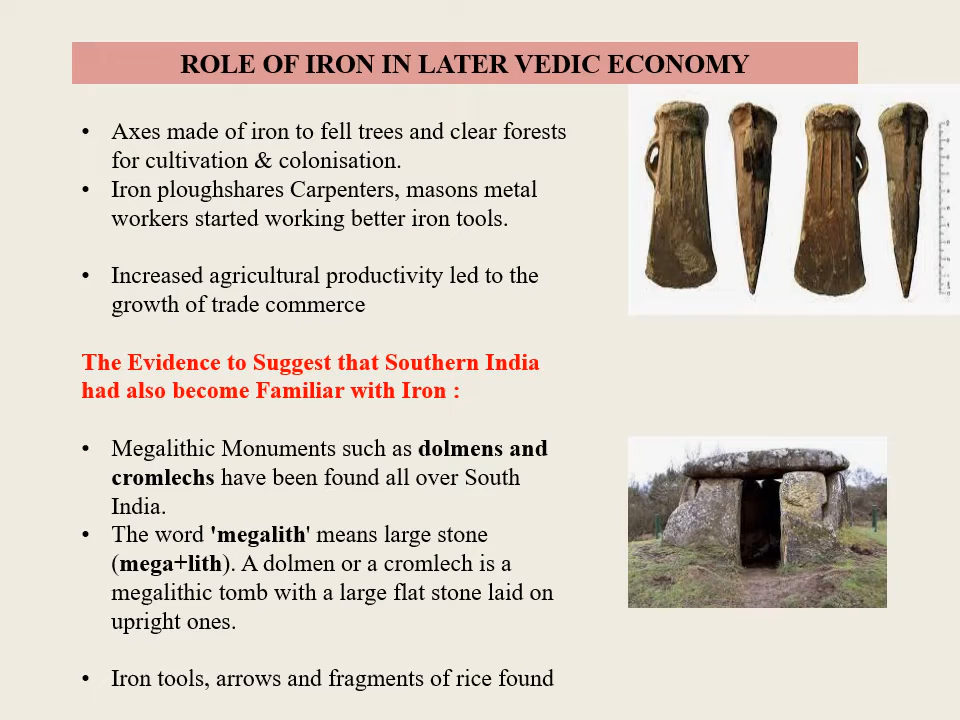 ROLE OF IRON IN LATER VEDIC ECONOMY
• Axes made of iron to fell trees and clear forests
for cultivation & colonisation.
• Iron ploughshares Carpenters, masons metal
workers started working better iron tools.
• Increased agricultural productivity led to the
growth of trade commerce
The Evidence to Suggest that Southern India
had also become Familiar with Iron :
• Megalithic Monuments such as dolmens and
cromlechs have been found all over South
India.
• The word 'megalith' means large stone
(mega+lith). A dolmen or a cromlech is a
megalithic tomb with a large flat stone laid on
upright ones.
• Iron tools, arrows and fragments of rice found